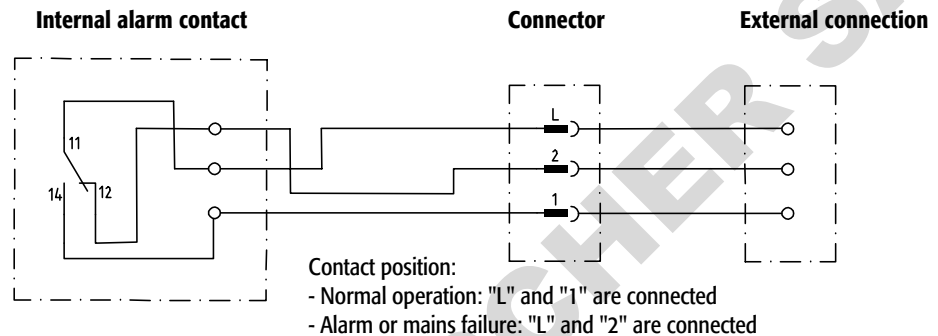 Internal alarm contact
Connector
External connection
L
11
2
14
12
1
Contact position:
- Normal operation: "L" and "1" are connected
- Alarm or mains failure: "L" and "2" are connected